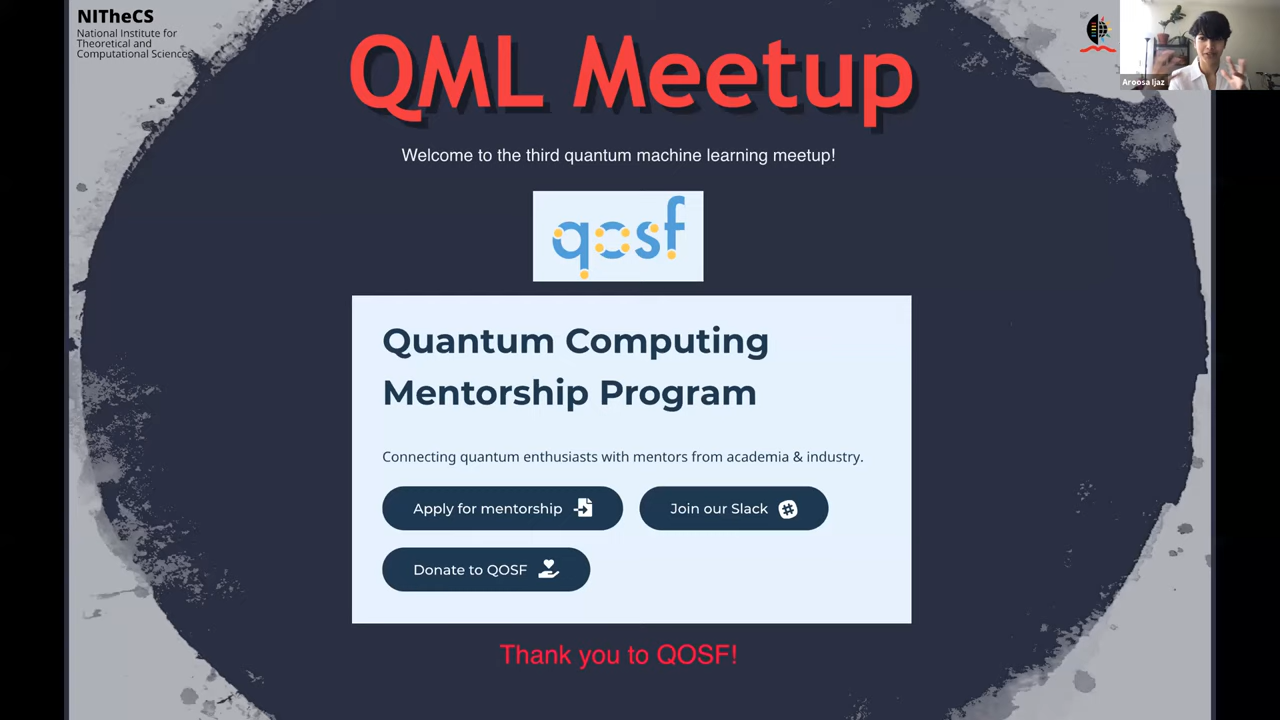 NITheCS
National Institute for
Theoretical and
Computational Sciences
Aroosa Ijaz
QML Meetup
Welcome to the third quantum machine learning meetup!
qosf
Quantum Computing
Mentorship Program
Connecting quantum enthusiasts with mentors from academia & industry.
Apply for mentorship
Join our Slack
Donate to QOSF
Thank you to QOSF!